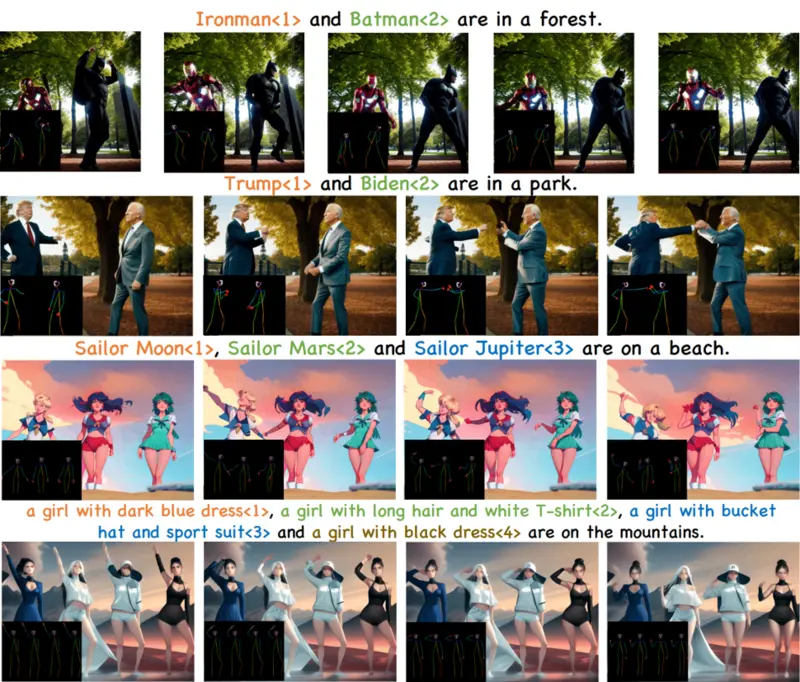 Ironman<1> and Batman<2> are in a forest.
Trump<1> and Biden<2> are in a park.
Sailor Moon<1>, Sailor Mars<2> and Sailor Jupiter<3> are on a beach.
a girl with dark blue dress<1>, a girl with long hair and white T-shirt<2>, a girl with bucket
hat and sport suit<3> and a girl with black dress<4> are on the mountains.